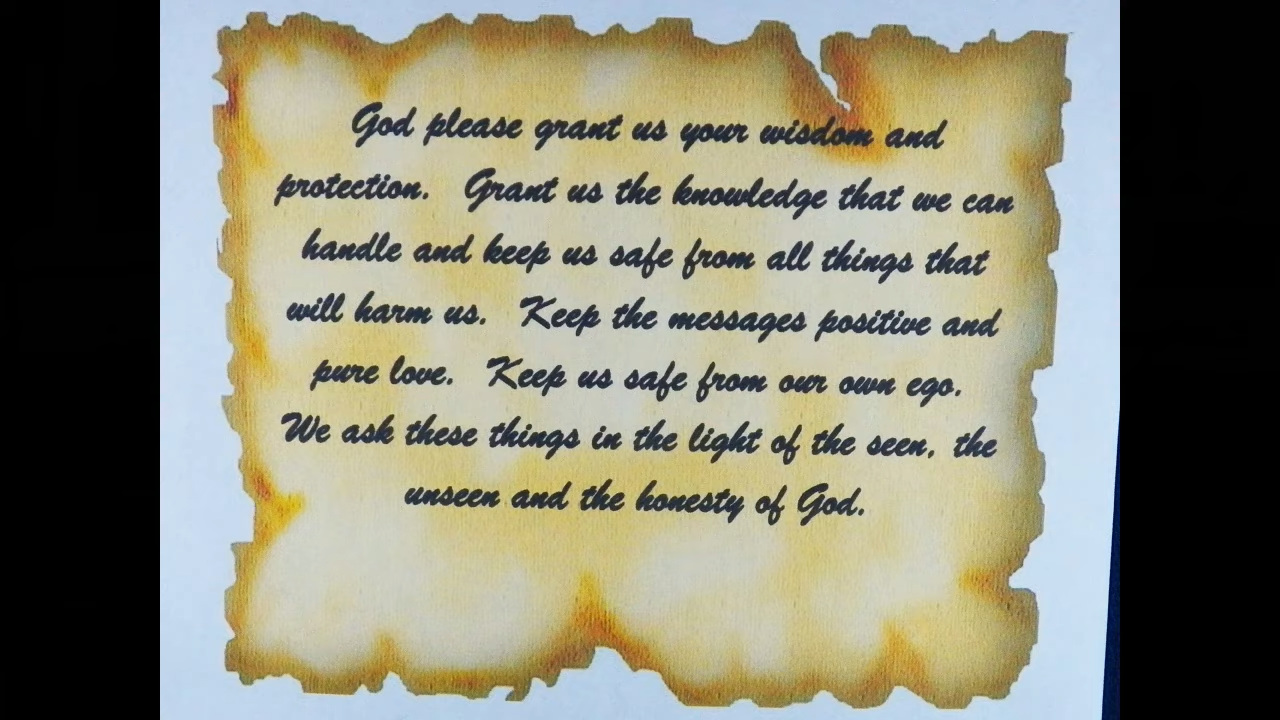 God please grant us your wisdom and
protection. Grant us the knowledge that we can
handle and keep us safe from all things that
will harm us. Keep the messages positive and
pure love. Keep us safe from our own ego.
We ask these things in the light of the seen, the
unseen and the honesty of God.